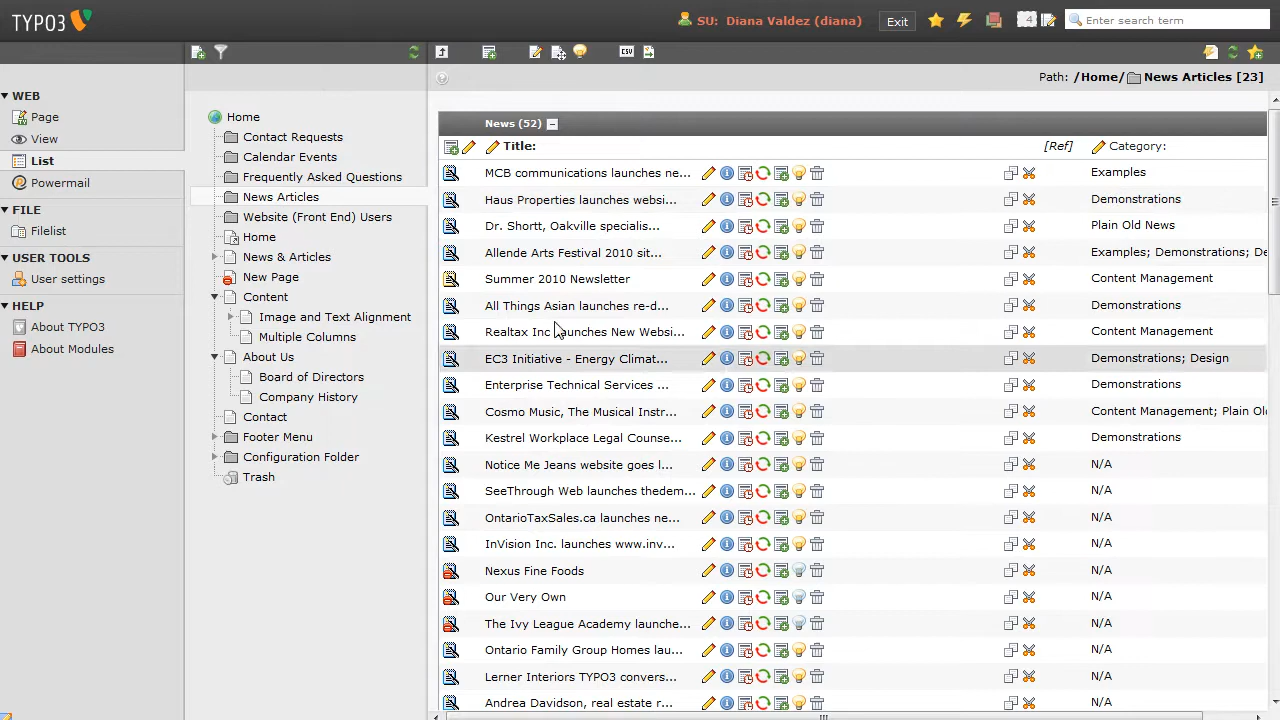 TYPO3
SU: Diana Valdez (diana)
Exit
4
Enter search term
CSV
Path: /Home/ News Articles [23]
WEB
Page
View
List
Powermail
FILE
Filelist
USER TOOLS
User settings
HELP
About TYPO3
About Modules
Home
Contact Requests
Calendar Events
Frequently Asked Questions
News Articles
Website (Front End) Users
Home
News & Articles
New Page
Content
Image and Text Alignment
Multiple Columns
About Us
Board of Directors
Company History
Contact
Footer Menu
Configuration Folder
Trash
News (52)
Title: [Ref] Category:
MCB communications launches ne... Examples
Haus Properties launches websi... Demonstrations
Dr. Shortt, Oakville specialis... Plain Old News
Allende Arts Festival 2010 sit... Examples; Demonstrations; De
Summer 2010 Newsletter Content Management
All Things Asian launches re-d... Demonstrations
Realtax Inc launches New Websi... Content Management
EC3 Initiative - Energy Climat... Demonstrations; Design
Enterprise Technical Services ... Demonstrations
Cosmo Music, The Musical Instr... Content Management; Plain Old
Kestrel Workplace Legal Counse... Demonstrations
Notice Me Jeans website goes l... N/A
SeeThrough Web launches thedem... N/A
OntarioTaxSales.ca launches ne... N/A
InVision Inc. launches www.inv... N/A
Nexus Fine Foods N/A
Our Very Own N/A
The Ivy League Academy launche... N/A
Ontario Family Group Homes lau... N/A
Lerner Interiors TYPO3 convers... N/A
Andrea Davidson, real estate r... N/A